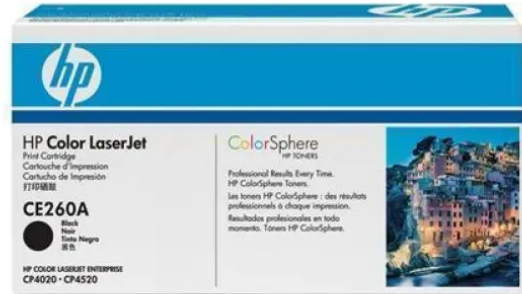 hp
hp
HP Color LaserJet
Print Cartridge
Cartouche d'Impression
Cartucho de Impresión
打印硒鼓
CE260A
Black
Noir
Tinta Negra
黑色
HP COLOR LASERJET ENTERPRISE
CP4020 • CP4520
ColorSphere
HP TONERS
Professional Results Every Time.
HP ColorSphere Toners.
Les toners HP ColorSphere : des résultats
professionnels à chaque impression.
Resultados profesionales en todo
momento. Tóners HP ColorSphere.